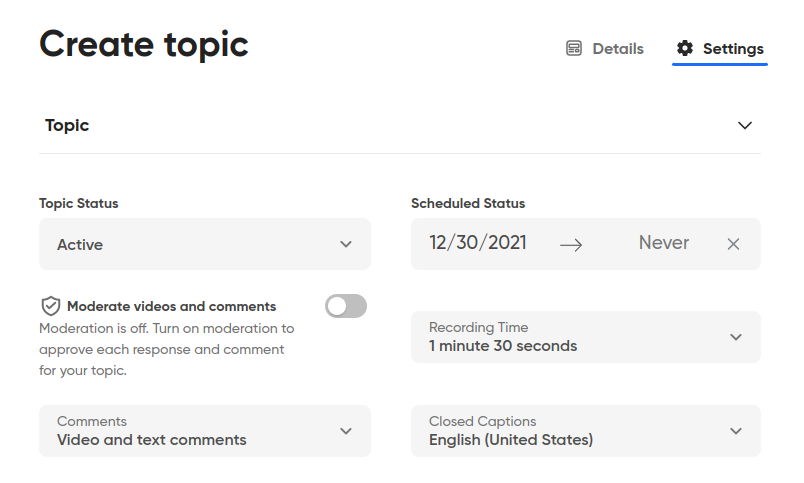 Create topic
Details
Settings
Topic
Topic Status
Scheduled Status
Active
12/30/2021 → Never
Moderate videos and comments
Moderation is off. Turn on moderation to
approve each response and comment
for your topic.
Recording Time
1 minute 30 seconds
Comments
Video and text comments
Closed Captions
English (United States)